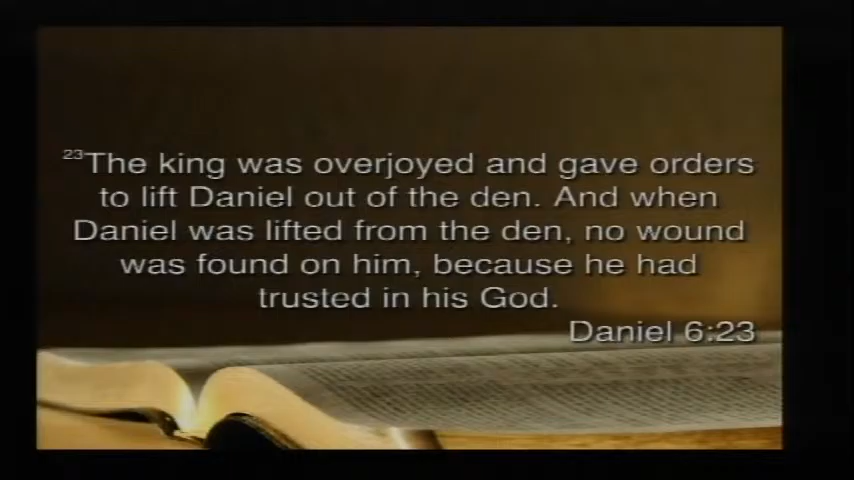 23The king was overjoyed and gave orders
to lift Daniel out of the den. And when
Daniel was lifted from the den, no wound
was found on him, because he had
trusted in his God.
Daniel 6:23